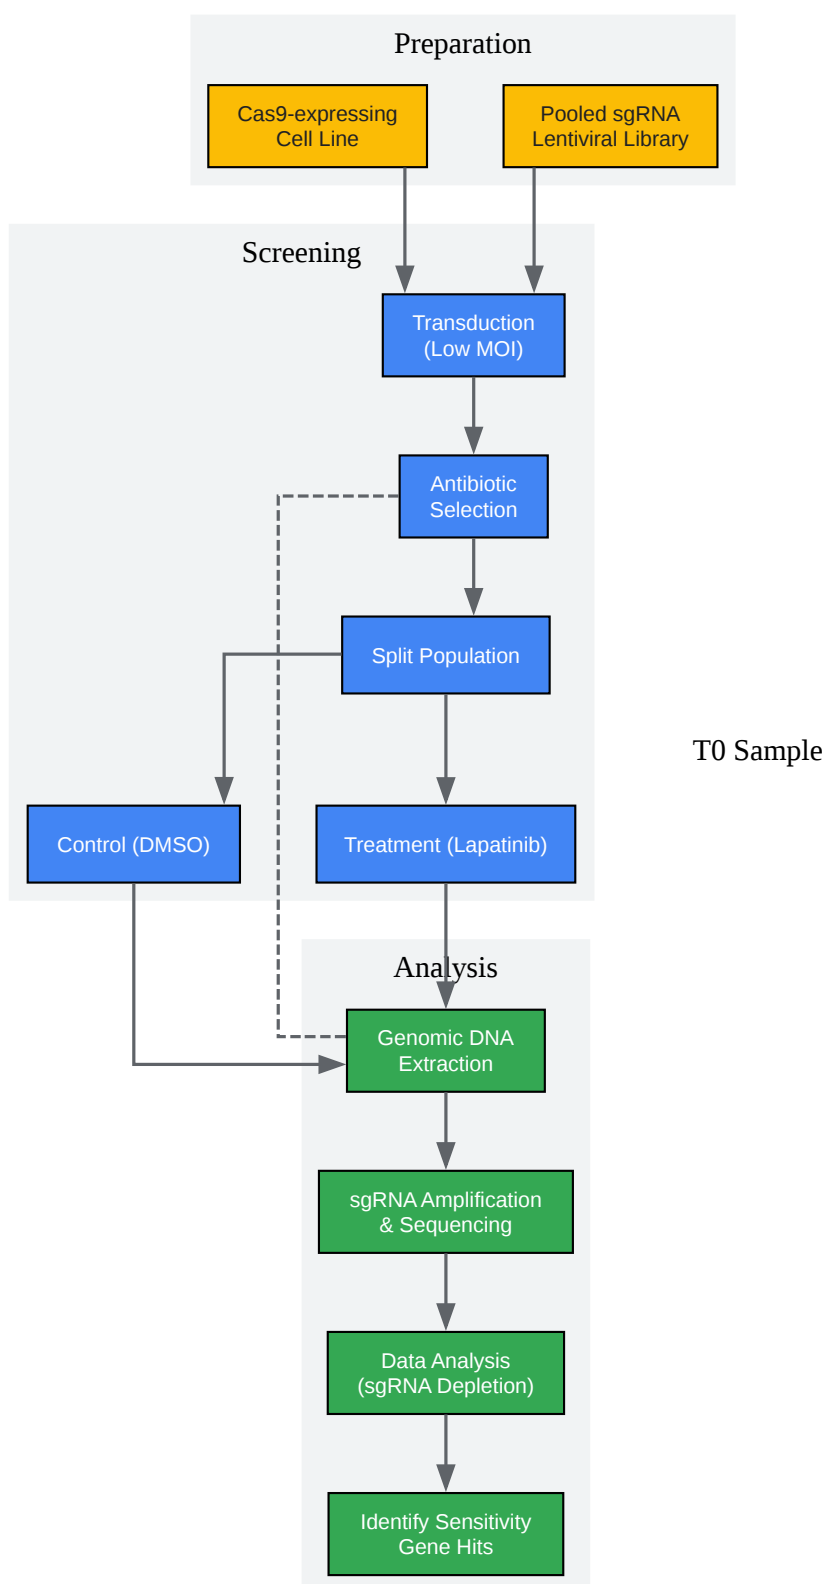 Preparation
Cas9-expressing
Cell Line
Pooled sgRNA
Lentiviral Library
Screening
Transduction
(Low MOI)
Antibiotic
Selection
Split Population
T0 Sample
Control (DMSO)
Treatment (Lapatinib)
Analysis
Genomic DNA
Extraction
sgRNA Amplification
& Sequencing
Data Analysis
(sgRNA Depletion)
Identify Sensitivity
Gene Hits